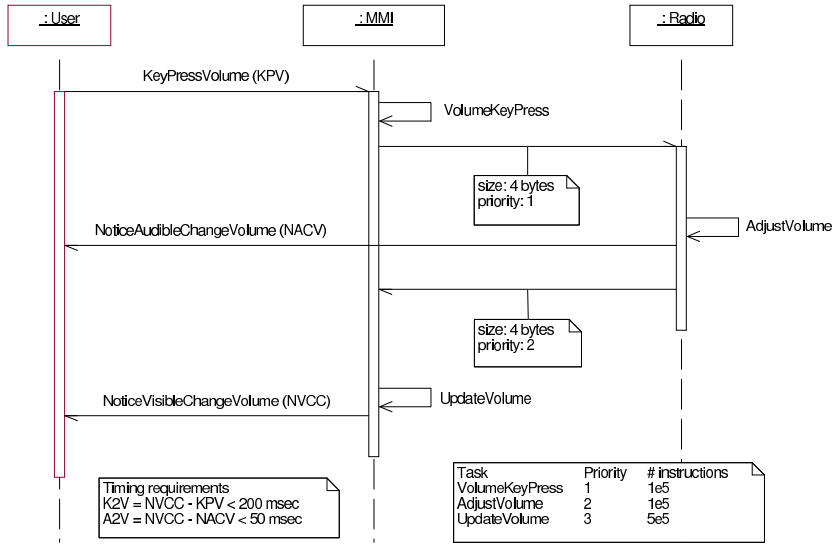 : User
: MMI
: Radio
KeyPressVolume (KPV)
VolumeKeyPress
size: 4 bytes
priority: 1
AdjustVolume
NoticeAudibleChangeVolume (NACV)
size: 4 bytes
priority: 2
UpdateVolume
NoticeVisibleChangeVolume (NVCC)
Timing requirements
K2V = NVCC - KPV < 200 msec
A2V = NVCC - NACV < 50 msec
Task Priority # instructions
VolumeKeyPress 1 1e5
AdjustVolume 2 1e5
UpdateVolume 3 5e5